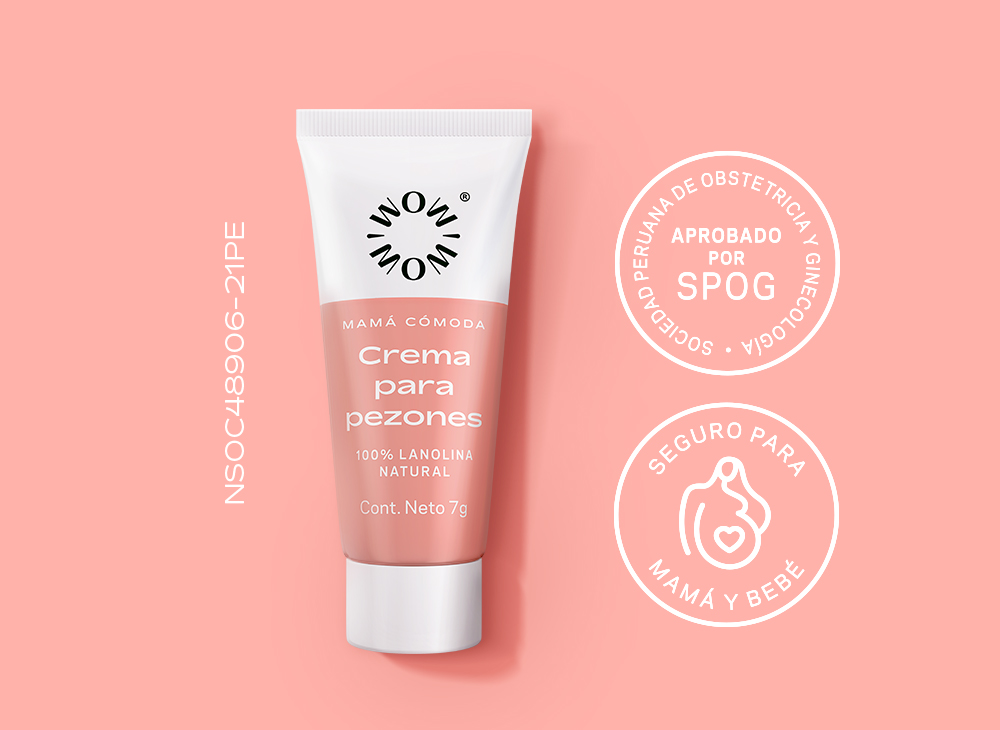 NSOC48906-21PE
WOW
MOM
®
MAMÁ CÓMODA
Crema
para
pezones
100% LANOLINA
NATURAL
Cont. Neto 7g
SOCIEDAD PERUANA DE OBSTETRICIA Y GINECOLOGÍA •
APROBADO
POR
SPOG
SEGURO PARA
MAMÁ Y BEBÉ